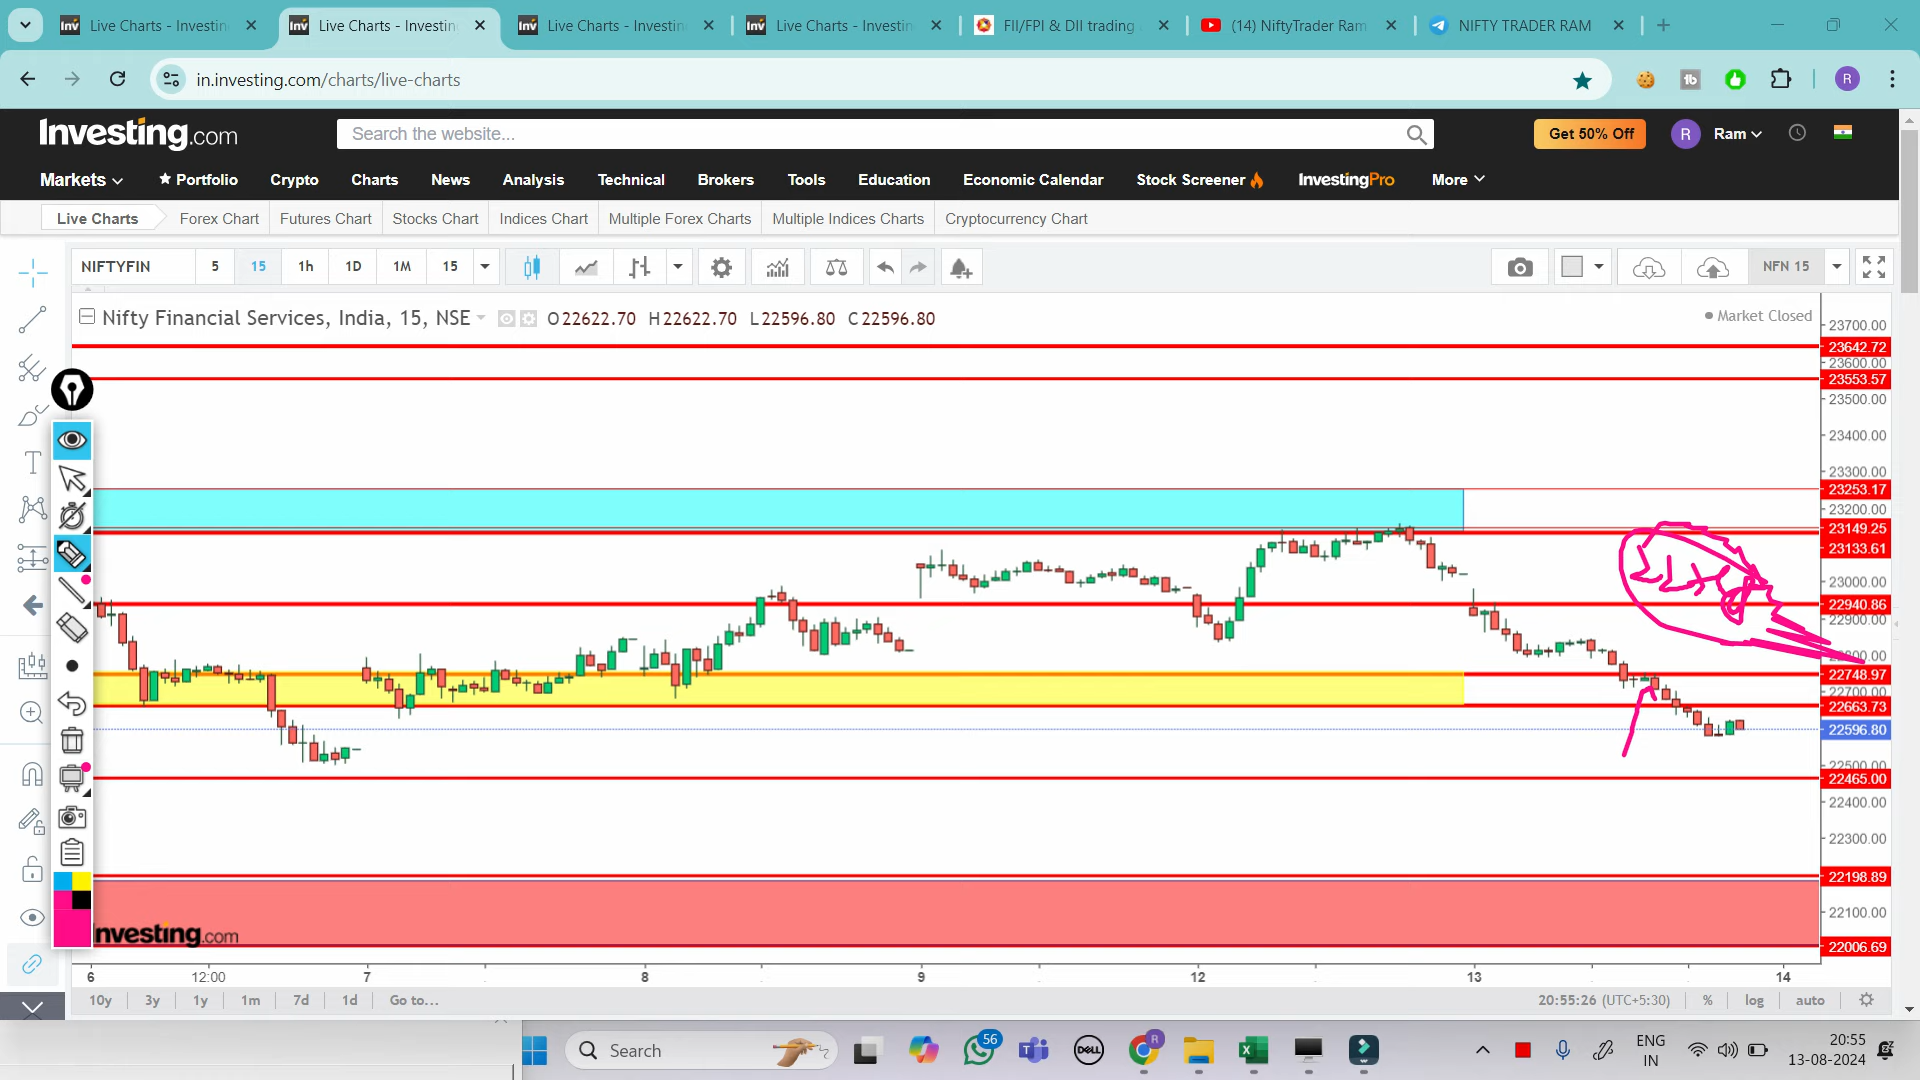 Live Charts - Investin
Live Charts - Investing
Live Charts - Investin
Live Charts - Investin
FII/FPI & DII trading
(14) NiftyTrader Ram
NIFTY TRADER RAM
in.investing.com/charts/live-charts
R
Investing.com
Search the website...
Get 50% Off
R
Ram
Markets
Portfolio
Crypto
Charts
News
Analysis
Technical
Brokers
Tools
Education
Economic Calendar
Stock Screener
InvestingPro
More
Live Charts
Forex Chart
Futures Chart
Stocks Chart
Indices Chart
Multiple Forex Charts
Multiple Indices Charts
Cryptocurrency Chart
NIFTYFIN
5
15
1h
1D
1M
15
NFN 15
Nifty Financial Services, India, 15, NSE
O22622.70 H22622.70 L22596.80 C22596.80
Market Closed
23700.00
23642.72
23600.00
23553.57
23500.00
23400.00
23300.00
23253.17
23200.00
23149.25
23133.61
23000.00
22940.86
22900.00
22800.00
22748.97
22700.00
22663.73
22596.80
22500.00
22465.00
22400.00
22300.00
22198.89
22100.00
22006.69
Investing.com
6
12:00
7
8
9
12
13
14
10y
3y
1y
1m
7d
1d
Go to...
20:55:26 (UTC+5:30)
%
log
auto
Search
56
DELL
R
ENG
IN
20:55
13-08-2024